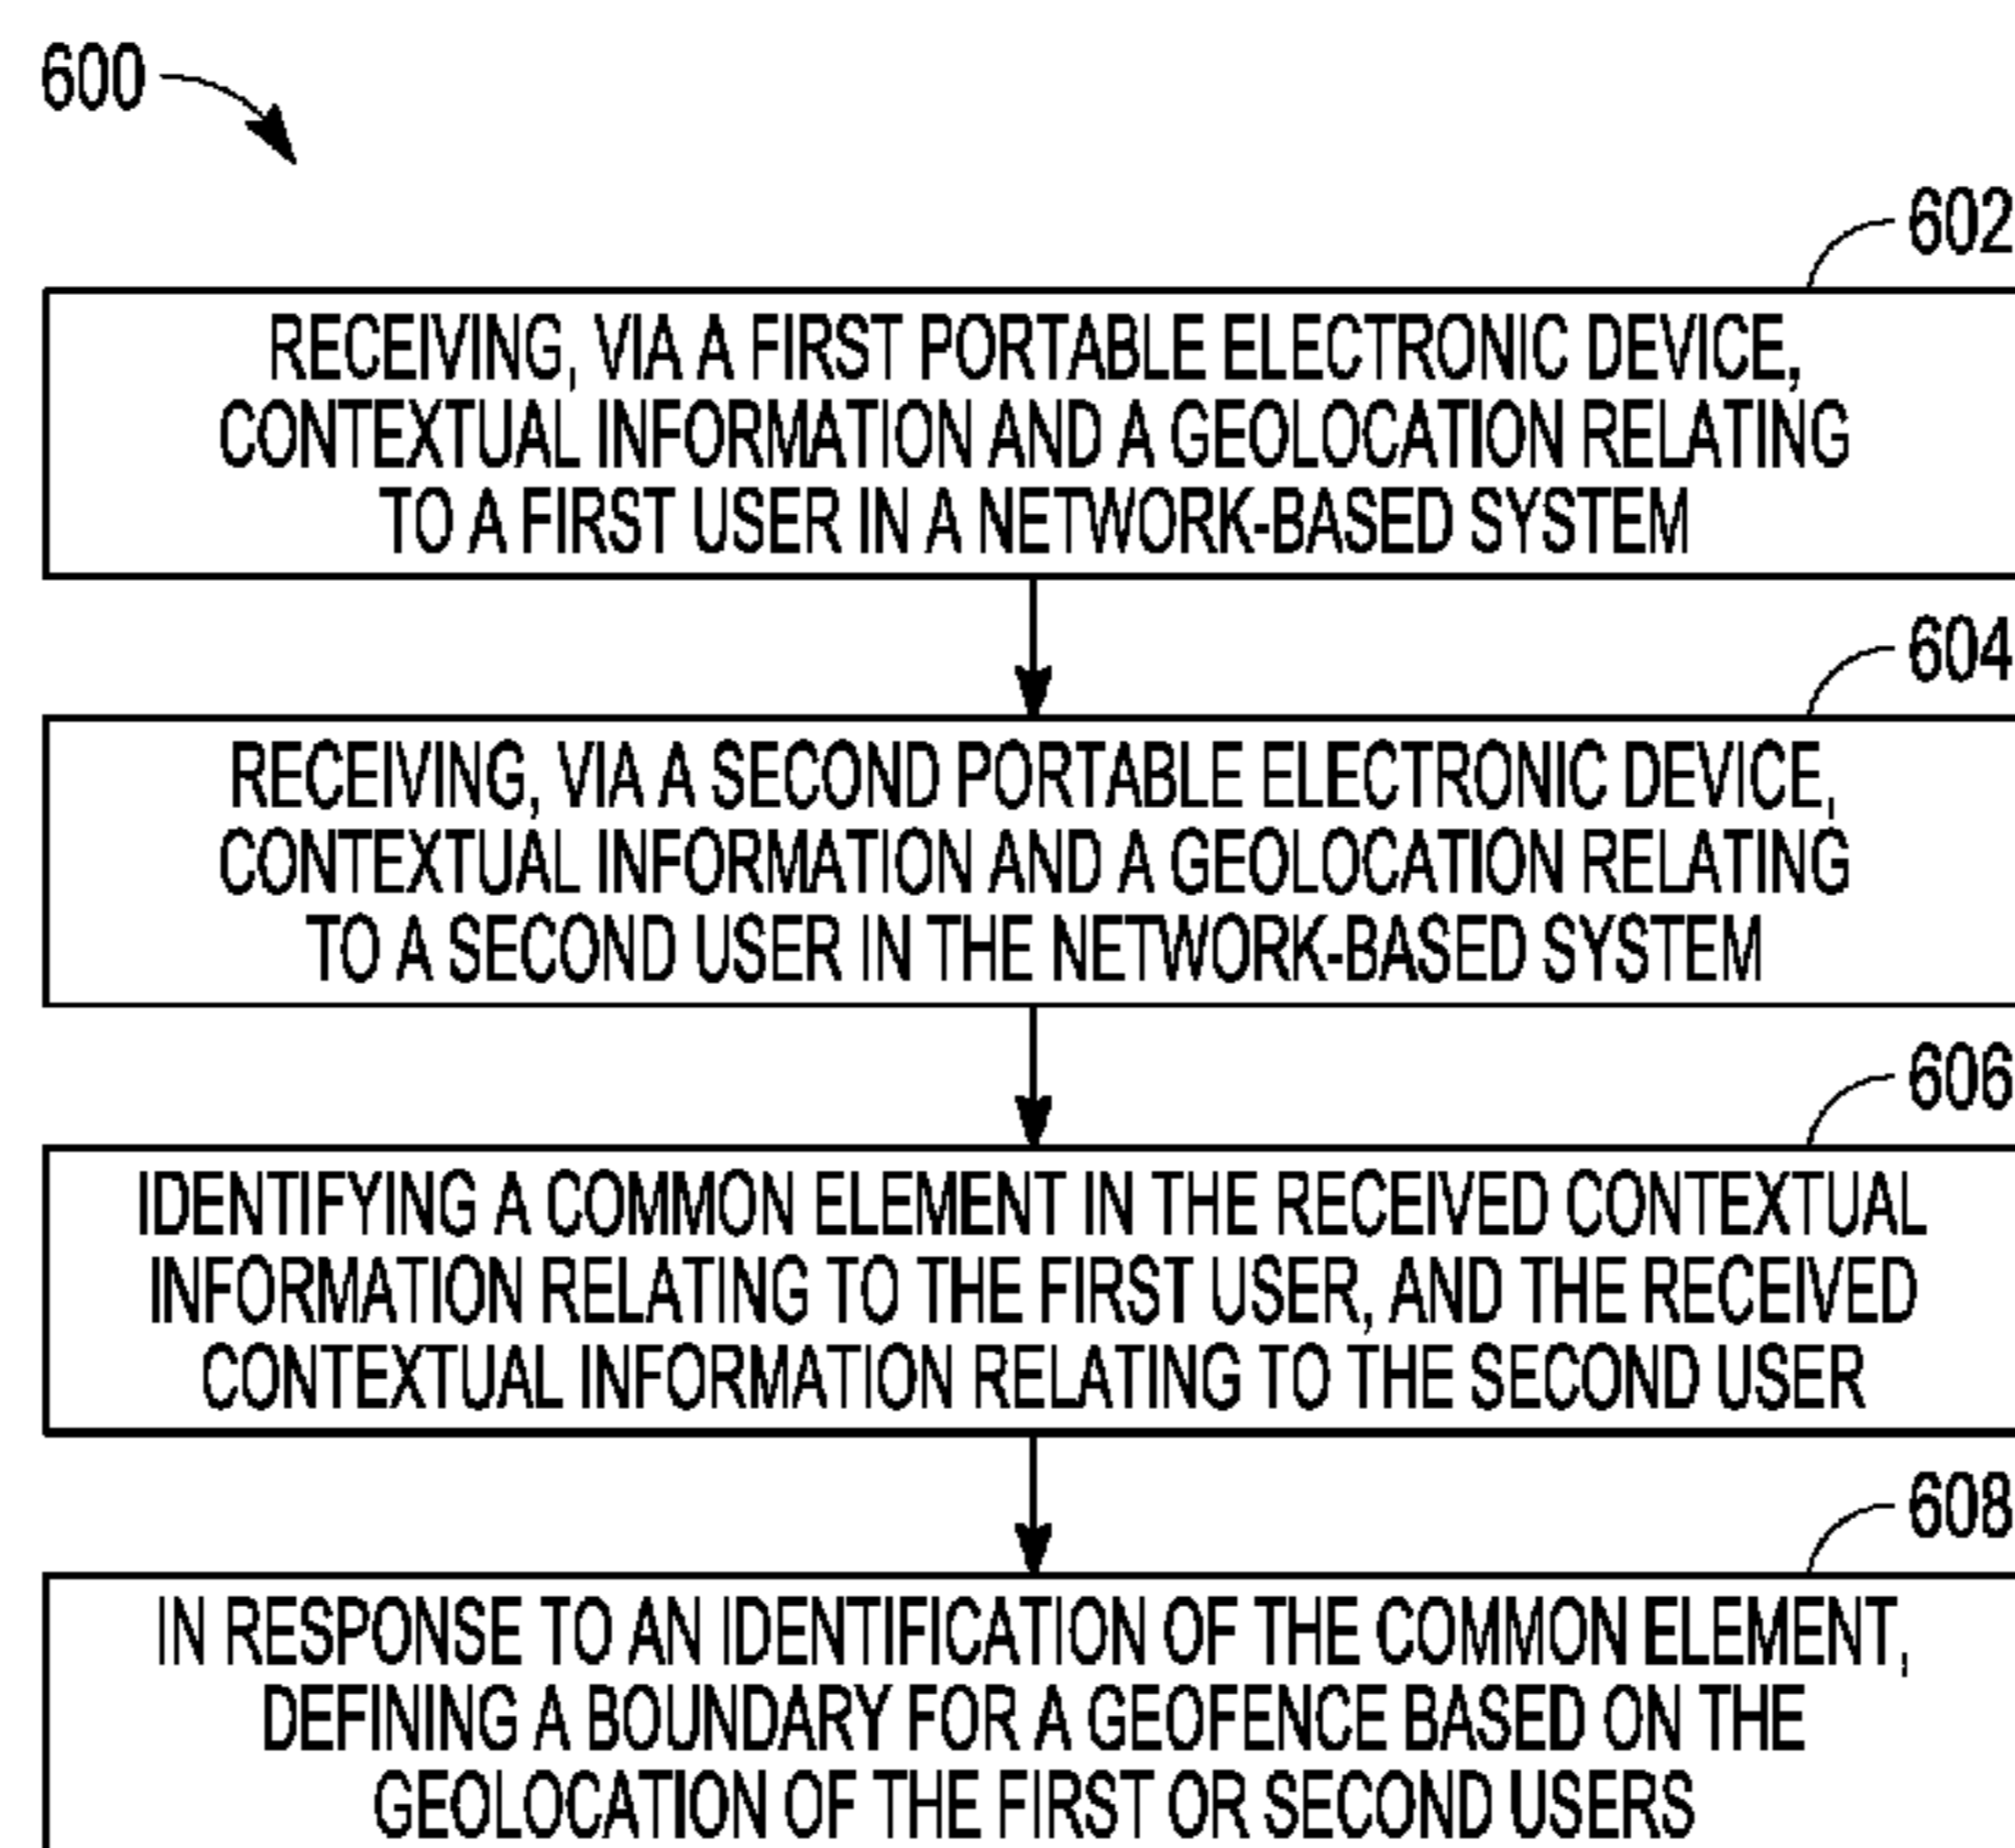 600
602
RECEIVING, VIA A FIRST PORTABLE ELECTRONIC DEVICE,
CONTEXTUAL INFORMATION AND A GEOLOCATION RELATING
TO A FIRST USER IN A NETWORK-BASED SYSTEM
604
RECEIVING, VIA A SECOND PORTABLE ELECTRONIC DEVICE,
CONTEXTUAL INFORMATION AND A GEOLOCATION RELATING
TO A SECOND USER IN THE NETWORK-BASED SYSTEM
606
IDENTIFYING A COMMON ELEMENT IN THE RECEIVED CONTEXTUAL
INFORMATION RELATING TO THE FIRST USER, AND THE RECEIVED
CONTEXTUAL INFORMATION RELATING TO THE SECOND USER
608
IN RESPONSE TO AN IDENTIFICATION OF THE COMMON ELEMENT,
DEFINING A BOUNDARY FOR A GEOFENCE BASED ON THE
GEOLOCATION OF THE FIRST OR SECOND USERS